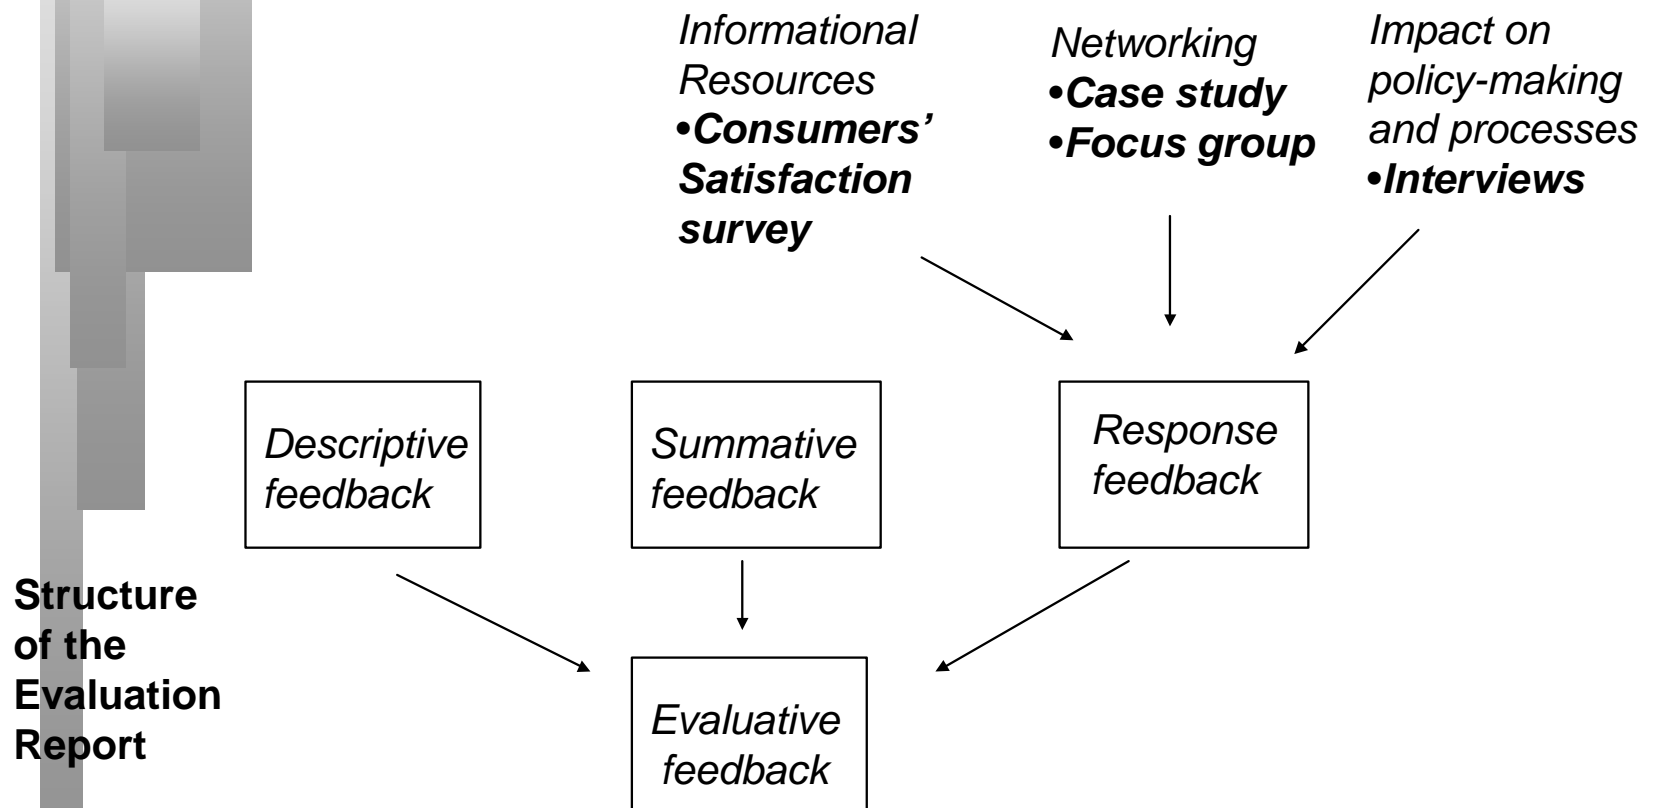 Informational
Resources
•Consumers’
Satisfaction
survey
Networking
•Case study
•Focus group
Impact on
policy-making
and processes
•Interviews
Descriptive
feedback
Summative
feedback
Response
feedback
Structure
of the
Evaluation
Report
Evaluative
feedback